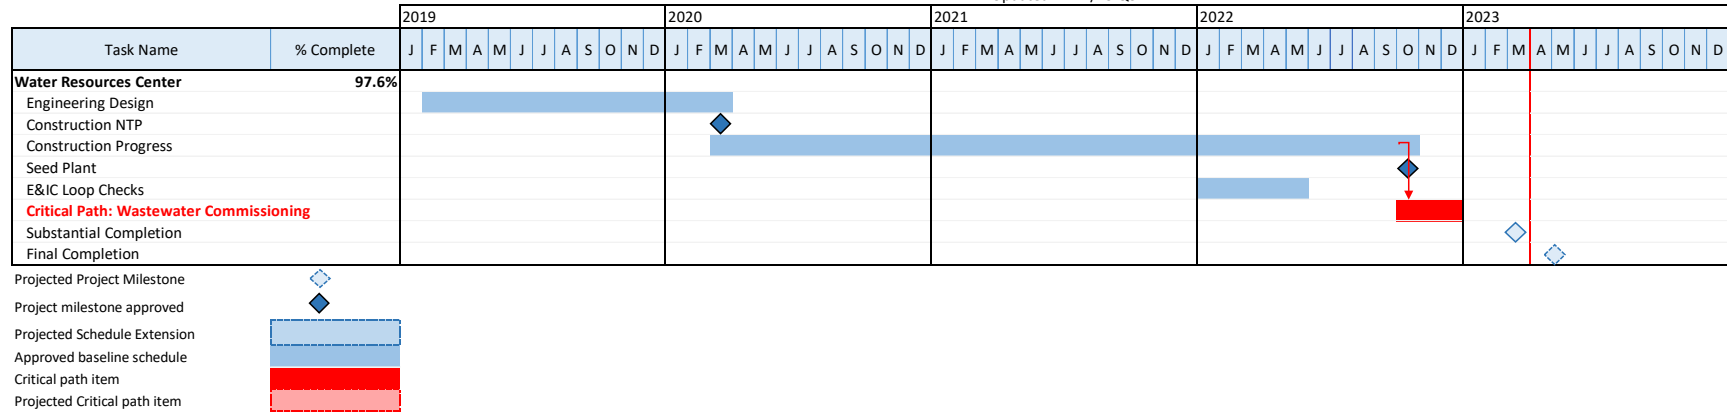 2019 2020 2021 2022 2023
Task Name % Complete J F M A M J J A S O N D J F M A M J J A S O N D J F M A M J J A S O N D J F M A M J J A S O N D J F M A M J J A S O N D
Water Resources Center 97.6%
Engineering Design
Construction NTP
Construction Progress
Seed Plant
E&IC Loop Checks
Critical Path: Wastewater Commissioning
Substantial Completion
Final Completion
Projected Project Milestone
Project milestone approved
Projected Schedule Extension
Approved baseline schedule
Critical path item
Projected Critical path item